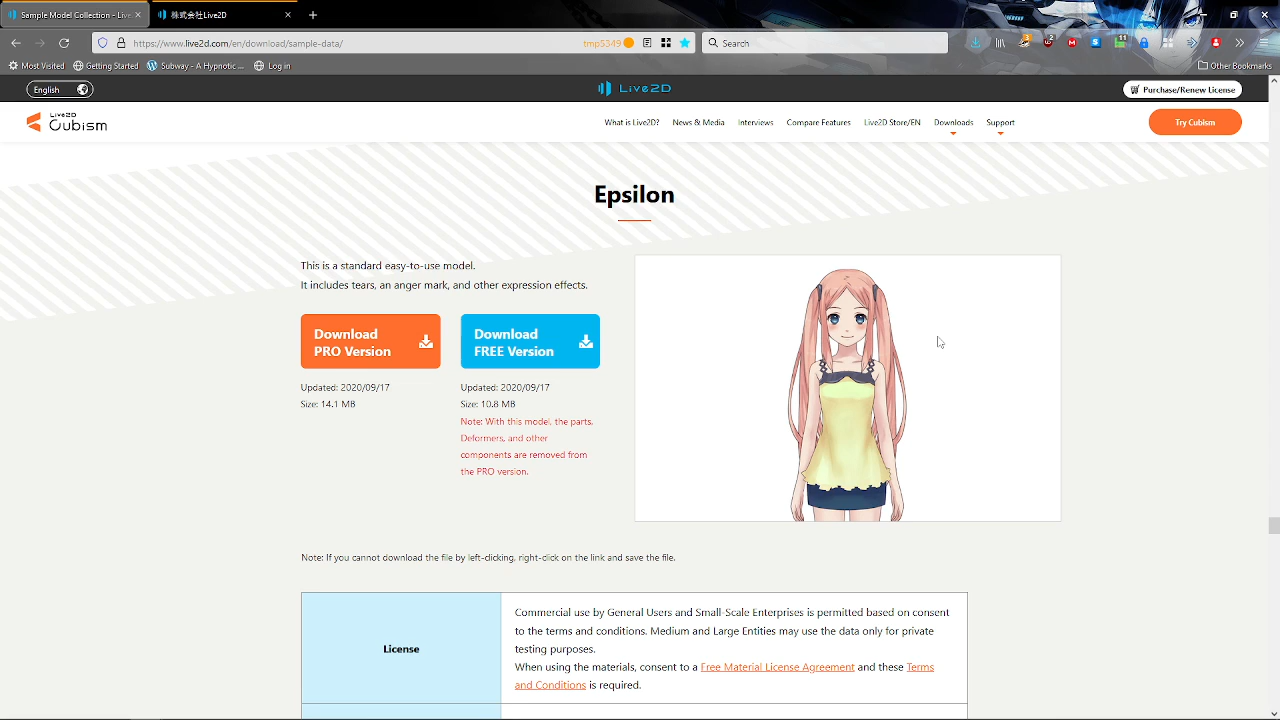 Sample Model Collection - Live
株式会社Live2D
https://www.live2d.com/en/download/sample-data/
tmp5349
Search
3
2
11
Most Visited
Getting Started
Subway - A Hypnotic ...
Log in
Other Bookmarks
English
Live2D
Purchase/Renew License
Live2D
Cubism
What is Live2D?
News & Media
Interviews
Compare Features
Live2D Store/EN
Downloads
Support
Try Cubism
Epsilon
This is a standard easy-to-use model.
It includes tears, an anger mark, and other expression effects.
Download
PRO Version
Download
FREE Version
Updated: 2020/09/17
Size: 14.1 MB
Updated: 2020/09/17
Size: 10.8 MB
Note: With this model, the parts,
Deformers, and other
components are removed from
the PRO version.
Note: If you cannot download the file by left-clicking, right-click on the link and save the file.
License
Commercial use by General Users and Small-Scale Enterprises is permitted based on consent
to the terms and conditions. Medium and Large Entities may use the data only for private
testing purposes.
When using the materials, consent to a Free Material License Agreement and these Terms
and Conditions is required.